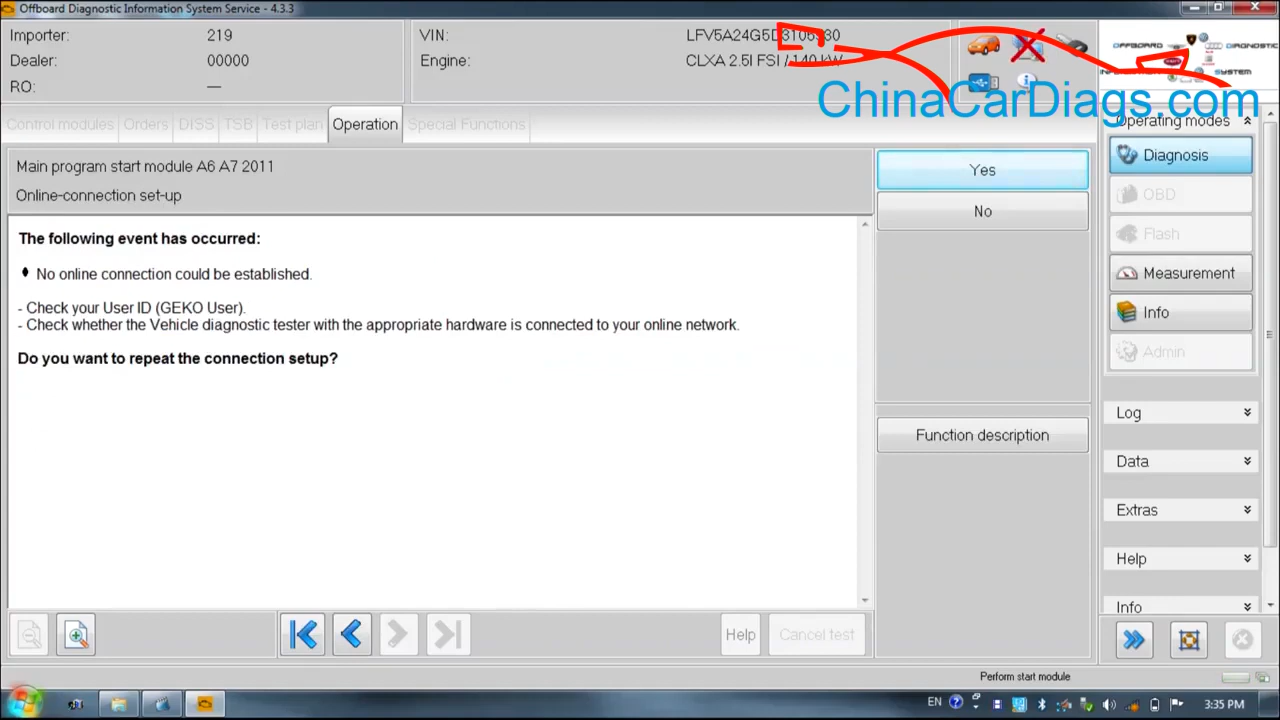 Offboard Diagnostic Information System Service - 4.3.3
Importer: 219
Dealer: 00000
RO: —
VIN:
Engine: CLXA 2.5l FSI / 140 kW
OFFBOARD DIAGNOSTIC
SYSTEM
ChinaCarDiags.com
Control modules Orders DISS TSB Test plan Operation Special Functions
Main program start module A6 A7 2011
Online-connection set-up
The following event has occurred:
No online connection could be established.
- Check your User ID (GEKO User).
- Check whether the Vehicle diagnostic tester with the appropriate hardware is connected to your online network.
Do you want to repeat the connection setup?
Yes
No
Function description
Operating modes
Diagnosis
OBD
Flash
Measurement
Info
Admin
Log
Data
Extras
Help
Info
Help
Cancel test
Perform start module
EN
3:35 PM